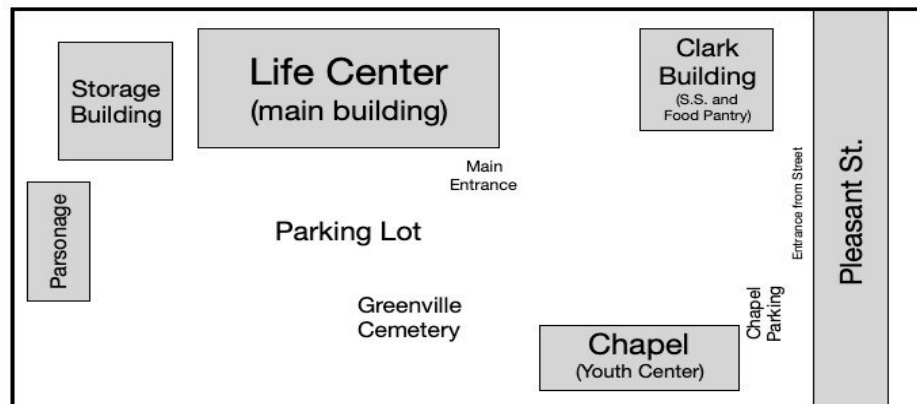 Storage
Building
Life Center
(main building)
Clark
Building
(S.S. and
Food Pantry)
Main
Entrance
Entrance from Street
Pleasant St.
Parsonage
Parking Lot
Greenville
Cemetery
Chapel
Parking
Chapel
(Youth Center)